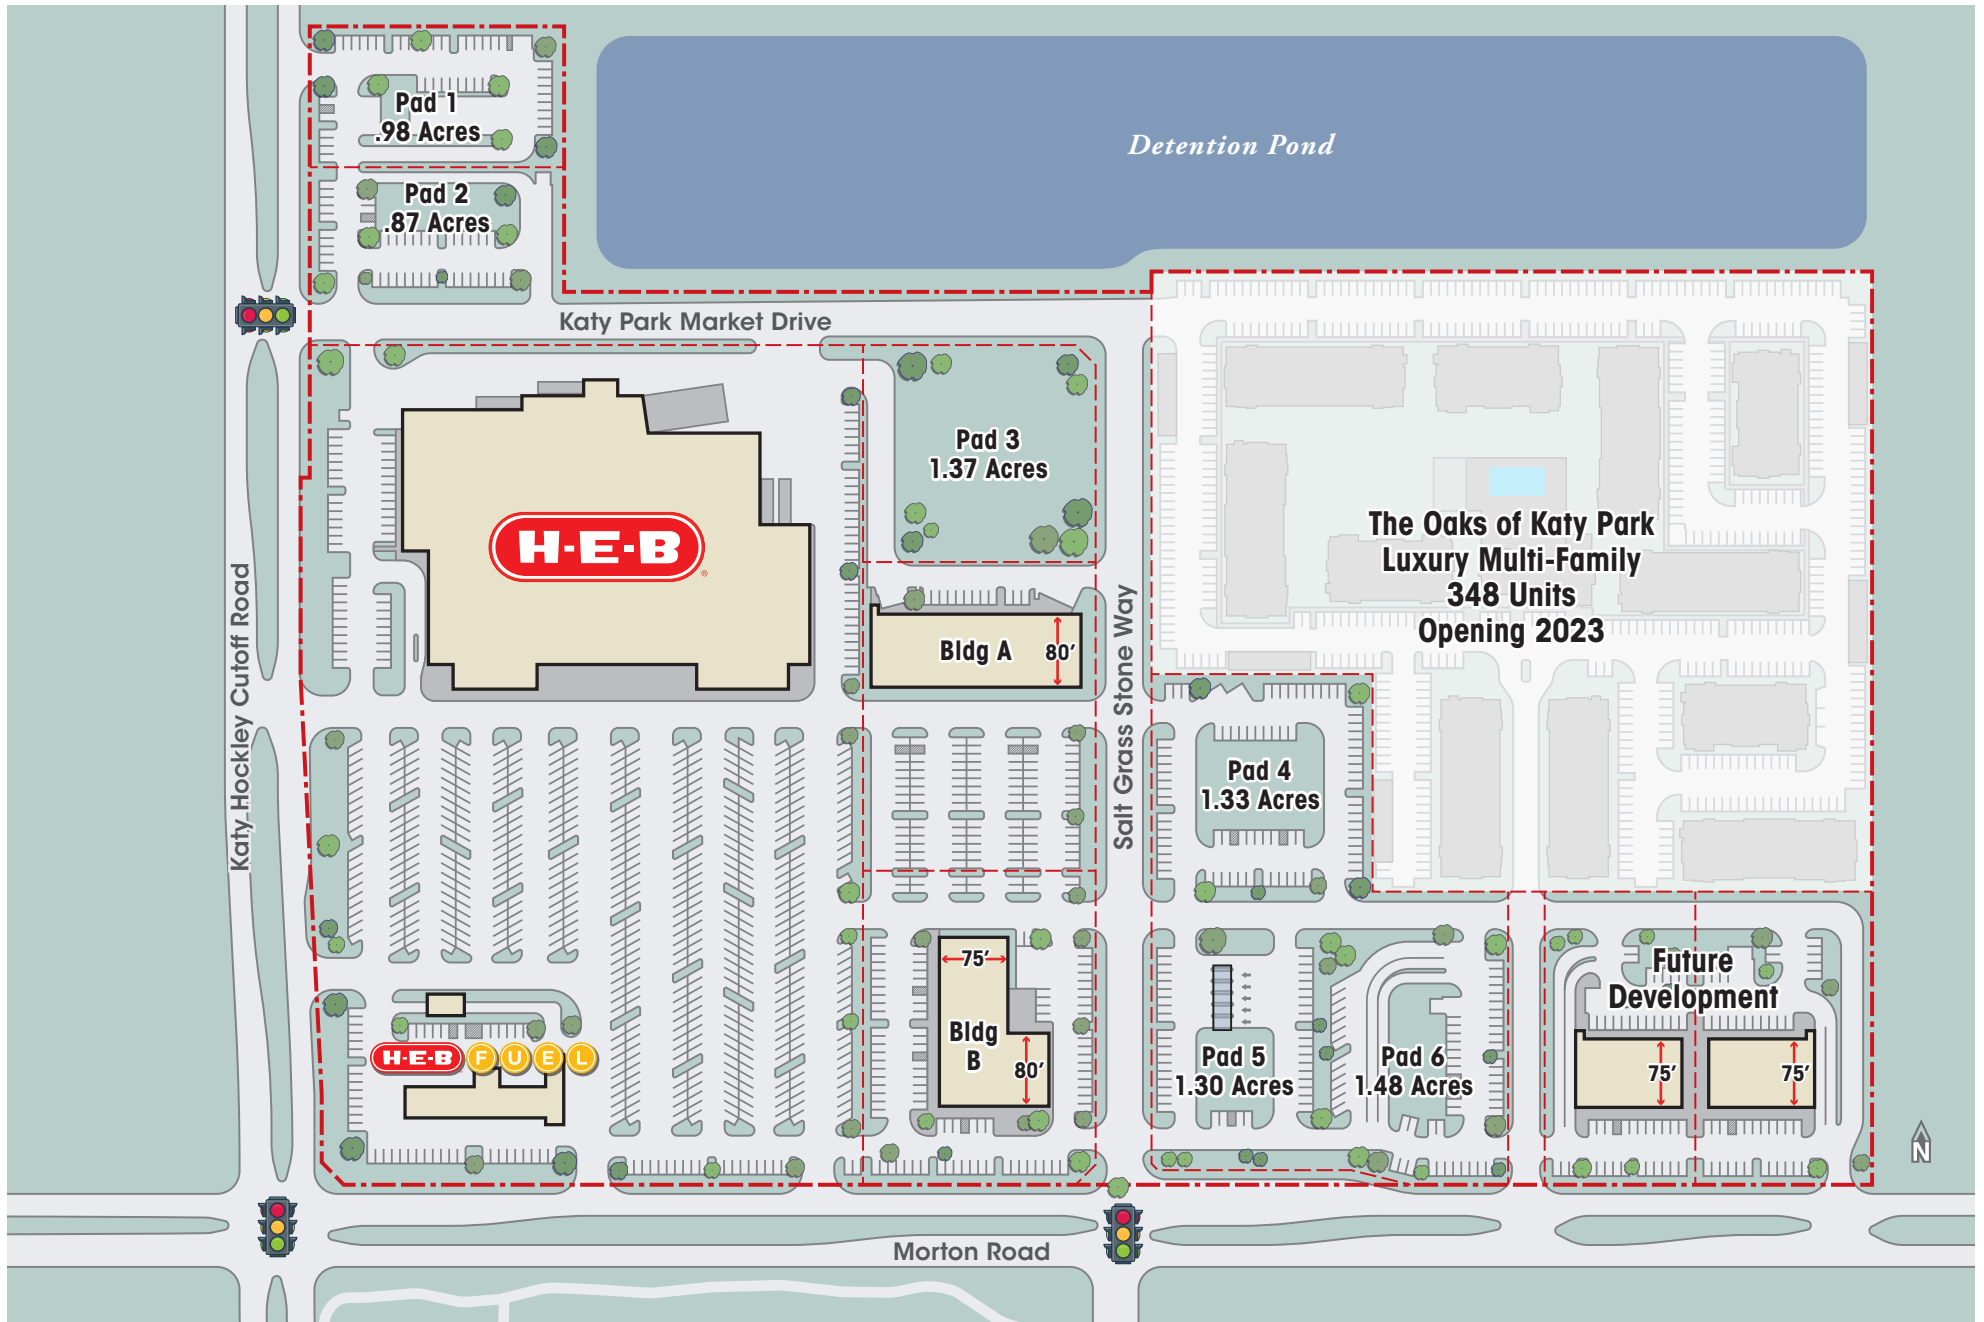 Pad 1
.98 Acres
Detention Pond
Pad 2
.87 Acres
Katy Park Market Drive
Pad 3
1.37 Acres
H-E-B
®
The Oaks of Katy Park
Luxury Multi-Family
348 Units
Opening 2023
Katy Hockley Cutoff Road
Salt Grass Stone Way
Bldg A
80′
Pad 4
1.33 Acres
75′
Bldg
B
80′
H-E-B FUEL
Pad 5
1.30 Acres
Pad 6
1.48 Acres
Future
Development
75′
75′
N
Morton Road